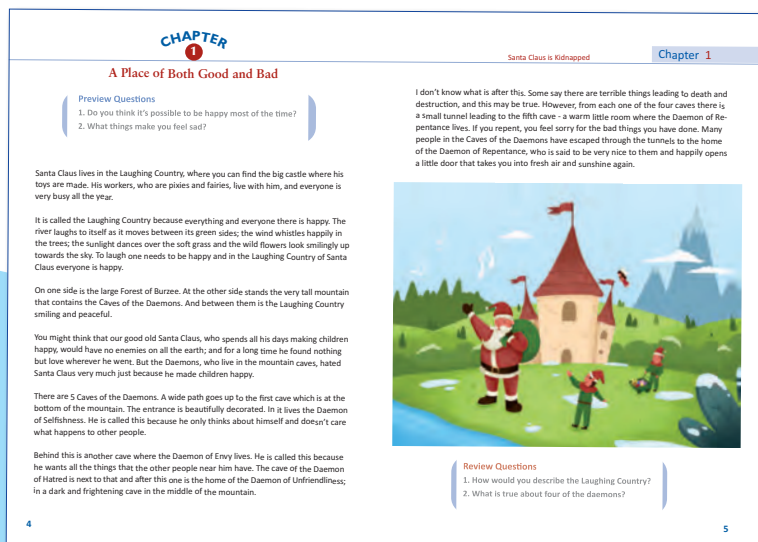 CHAPTER
1
A Place of Both Good and Bad
Preview Questions
1. Do you think it's possible to be happy most of the time?
2. What things make you feel sad?
Santa Claus lives in the Laughing Country, where you can find the big castle where his
toys are made. His workers, who are pixies and fairies, live with him, and everyone is
very busy all the year.
It is called the Laughing Country because everything and everyone there is happy. The
river laughs to itself as it moves between its green sides; the wind whistles happily in
the trees; the sunlight dances over the soft grass and the wild flowers look smilingly up
towards the sky. To laugh one needs to be happy and in the Laughing Country of Santa
Claus everyone is happy.
On one side is the large Forest of Burzee. At the other side stands the very tall mountain
that contains the Caves of the Daemons. And between them is the Laughing Country
smiling and peaceful.
You might think that our good old Santa Claus, who spends all his days making children
happy, would have no enemies on all the earth; and for a long time he found nothing
but love wherever he went. But the Daemons, who live in the mountain caves, hated
Santa Claus very much just because he made children happy.
There are 5 Caves of the Daemons. A wide path goes up to the first cave which is at the
bottom of the mountain. The entrance is beautifully decorated. In it lives the Daemon
of Selfishness. He is called this because he only thinks about himself and doesn't care
what happens to other people.
Behind this is another cave where the Daemon of Envy lives. He is called this because
he wants all the things that the other people near him have. The cave of the Daemon
of Hatred is next to that and after this one is the home of the Daemon of Unfriendliness;
in a dark and frightening cave in the middle of the mountain.
4
Santa Claus is Kidnapped
Chapter 1
I don't know what is after this. Some say there are terrible things leading to death and
destruction, and this may be true. However, from each one of the four caves there is
a small tunnel leading to the fifth cave - a warm little room where the Daemon of Re-
pentance lives. If you repent, you feel sorry for the bad things you have done. Many
people in the Caves of the Daemons have escaped through the tunnels to the home
of the Daemon of Repentance, who is said to be very nice to them and happily opens
a little door that takes you into fresh air and sunshine again.
Review Questions
1. How would you describe the Laughing Country?
2. What is true about four of the daemons?
5